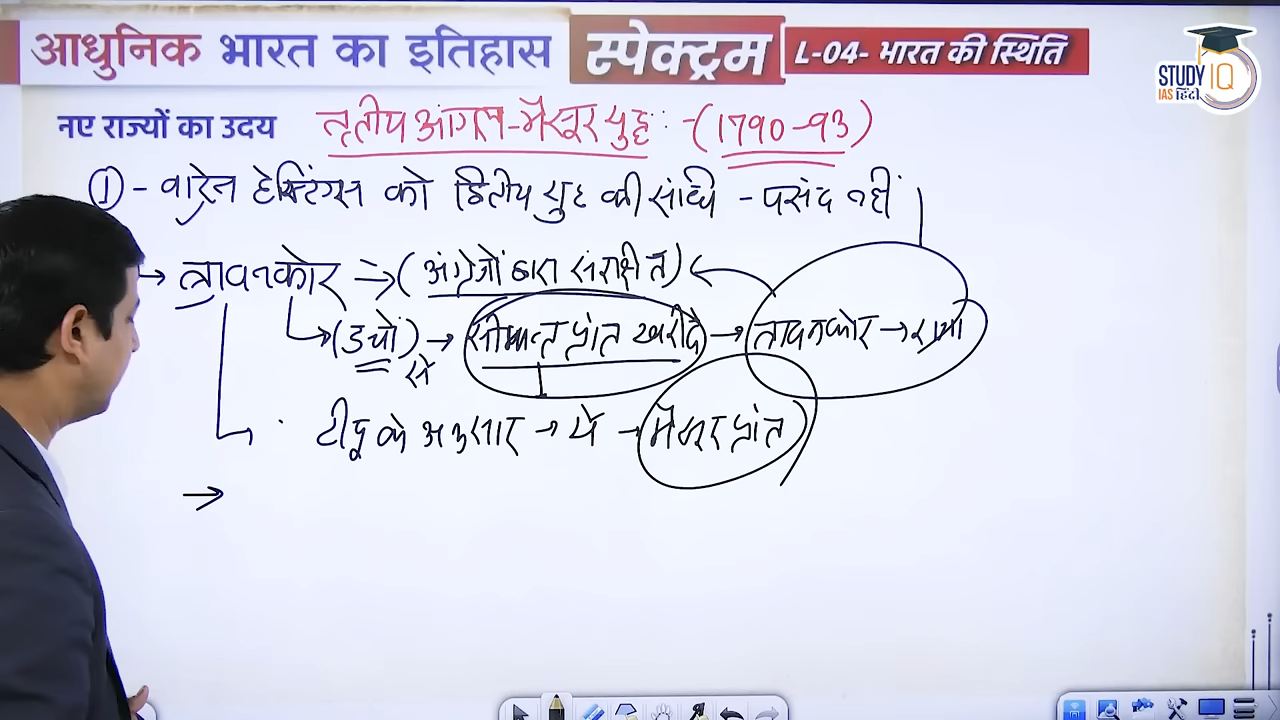 आधुनिक भारत का इतिहास स्पेक्ट्रम L-04- भारत की स्थिति
STUDY IQ
IAS हिंदी
नए राज्यों का उदय तृतीय आंग्ल-मैसूर युद्ध :-(1790-93)
① - वारेन हेस्टिंग्स को द्वितीय युद्ध की संधि - पसंद नहीं
→ त्रावनकोर ⇒ (अंग्रेजों द्वारा संरक्षित)
→ (डचों) → सीमान्त प्रांत खरीदे → त्रावनकोर → राजा
से
टीपू के अनुसार → ये → मैसूर प्रांत
→